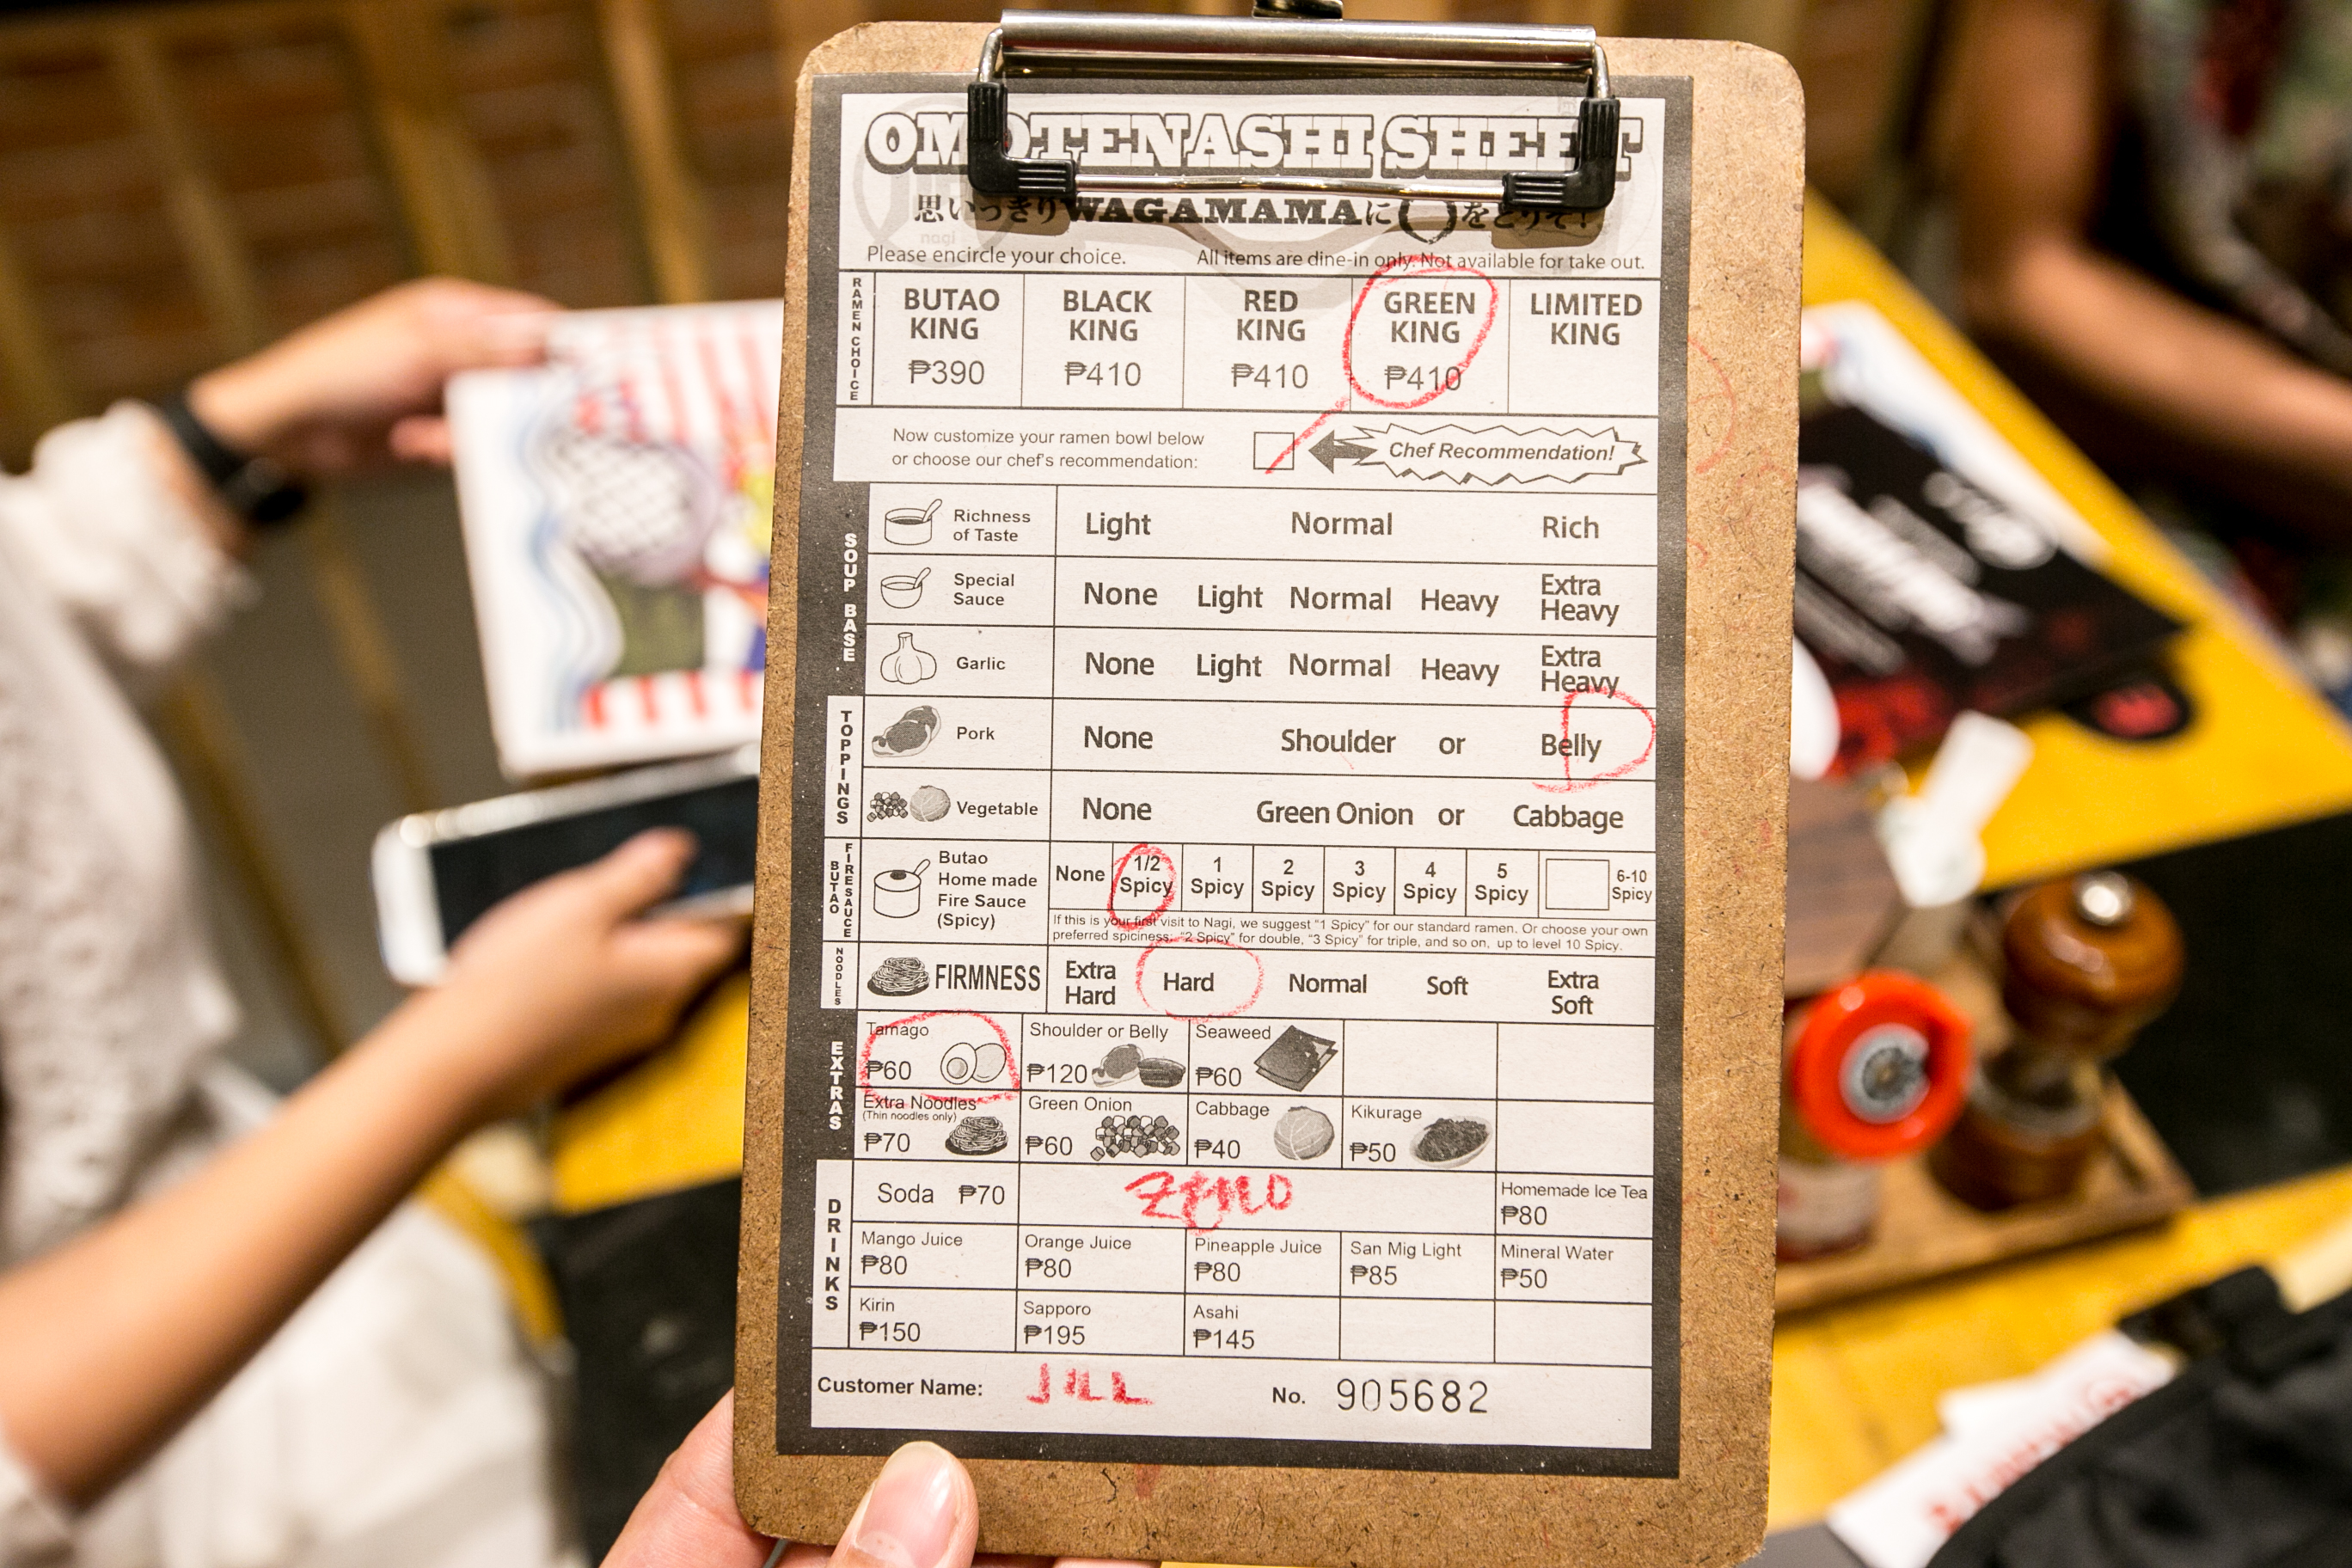 OMOTENASHI SHEET
思いっきりWAGAMAMAに◯をどうぞ!
Please encircle your choice. All items are dine-in only. Not available for take out.
RAMEN CHOICE
BUTAO KING ₱390
BLACK KING ₱410
RED KING ₱410
GREEN KING ₱410
LIMITED KING
Now customize your ramen bowl below
or choose our chef's recommendation:
Chef Recommendation!
SOUP BASE
Richness of Taste Light Normal Rich
Special Sauce None Light Normal Heavy Extra Heavy
Garlic None Light Normal Heavy Extra Heavy
TOPPINGS
Pork None Shoulder or Belly
Vegetable None Green Onion or Cabbage
BUTAO FIRESAUCE
Butao Home made Fire Sauce (Spicy) None 1/2 Spicy 1 Spicy 2 Spicy 3 Spicy 4 Spicy 5 Spicy 6-10 Spicy
If this is your first visit to Nagi, we suggest "1 Spicy" for our standard ramen. Or choose your own
preferred spiciness: "2 Spicy" for double, "3 Spicy" for triple, and so on, up to level 10 Spicy.
NOODLES
FIRMNESS Extra Hard Hard Normal Soft Extra Soft
EXTRAS
Tamago ₱60
Shoulder or Belly ₱120
Seaweed ₱60
Extra Noodles (Thin noodles only) ₱70
Green Onion ₱60
Cabbage ₱40
Kikurage ₱50
DRINKS
Soda ₱70
Homemade Ice Tea ₱80
Mango Juice ₱80
Orange Juice ₱80
Pineapple Juice ₱80
San Mig Light ₱85
Mineral Water ₱50
Kirin ₱150
Sapporo ₱195
Asahi ₱145
Customer Name: JILL No. 905682